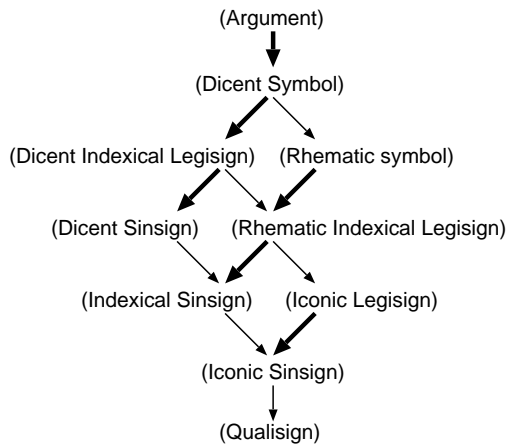 (Argument)
(Dicent Symbol)
(Dicent Indexical Legisign) (Rhematic symbol)
(Dicent Sinsign) (Rhematic Indexical Legisign)
(Indexical Sinsign) (Iconic Legisign)
(Iconic Sinsign)
(Qualisign)